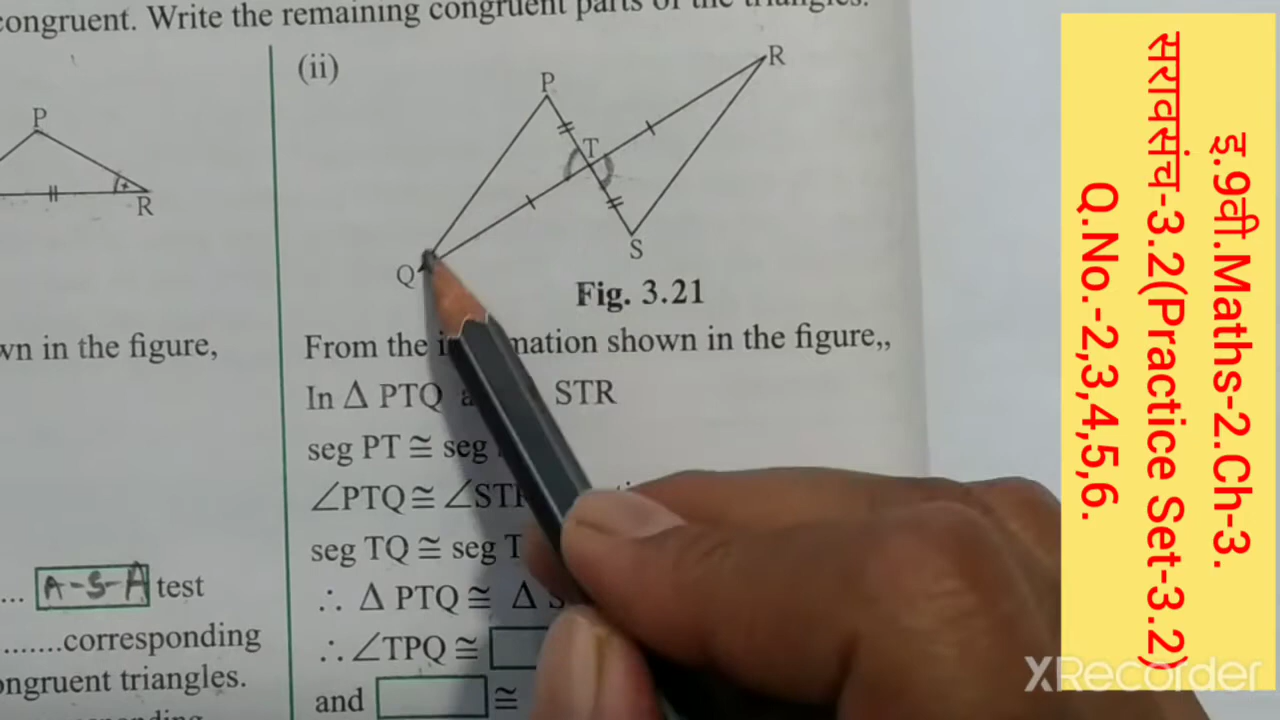 congruent. Write the remaining congruent parts of the triangles.
(ii)
P
R
P
T
R
Q
S
Fig. 3.21
wn in the figure,
From the mation shown in the figure,,
In Δ PTQ STR
seg PT ≅ seg
∠PTQ ≅ ∠STR
seg TQ ≅ seg T
... A-S-A test
∴ Δ PTQ ≅ Δ S
.......corresponding
∴ ∠TPQ ≅
ongruent triangles.
and ≅
इ.9वी.Maths-2.Ch-3.
सरावसंच-3.2(Practice Set-3.2)
Q.No.-2,3,4,5,6.
XRecorder